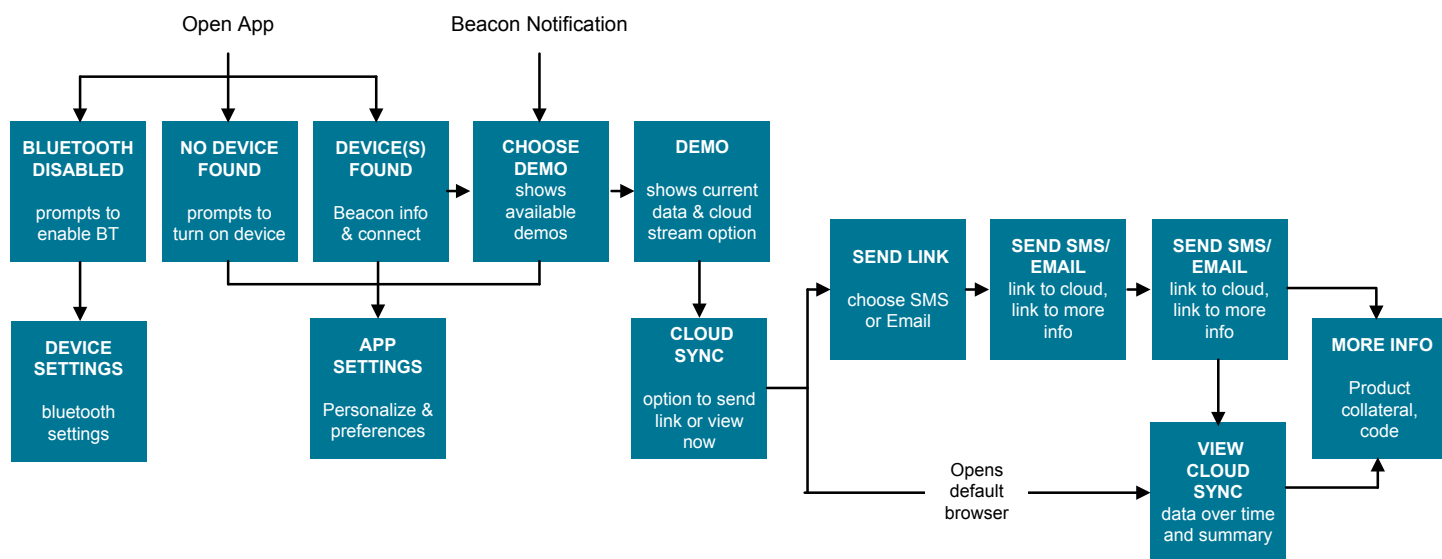 Open App
Beacon Notification
BLUETOOTH
DISABLED
prompts to
enable BT
NO DEVICE
FOUND
prompts to
turn on device
DEVICE(S)
FOUND
Beacon info
& connect
CHOOSE
DEMO
shows
available
demos
DEMO
shows current
data & cloud
stream option
DEVICE
SETTINGS
bluetooth
settings
APP
SETTINGS
Personalize &
preferences
CLOUD
SYNC
option to send
link or view
now
SEND LINK
choose SMS
or Email
SEND SMS/
EMAIL
link to cloud,
link to more
info
SEND SMS/
EMAIL
link to cloud,
link to more
info
MORE INFO
Product
collateral,
code
Opens
default
browser
VIEW
CLOUD
SYNC
data over time
and summary